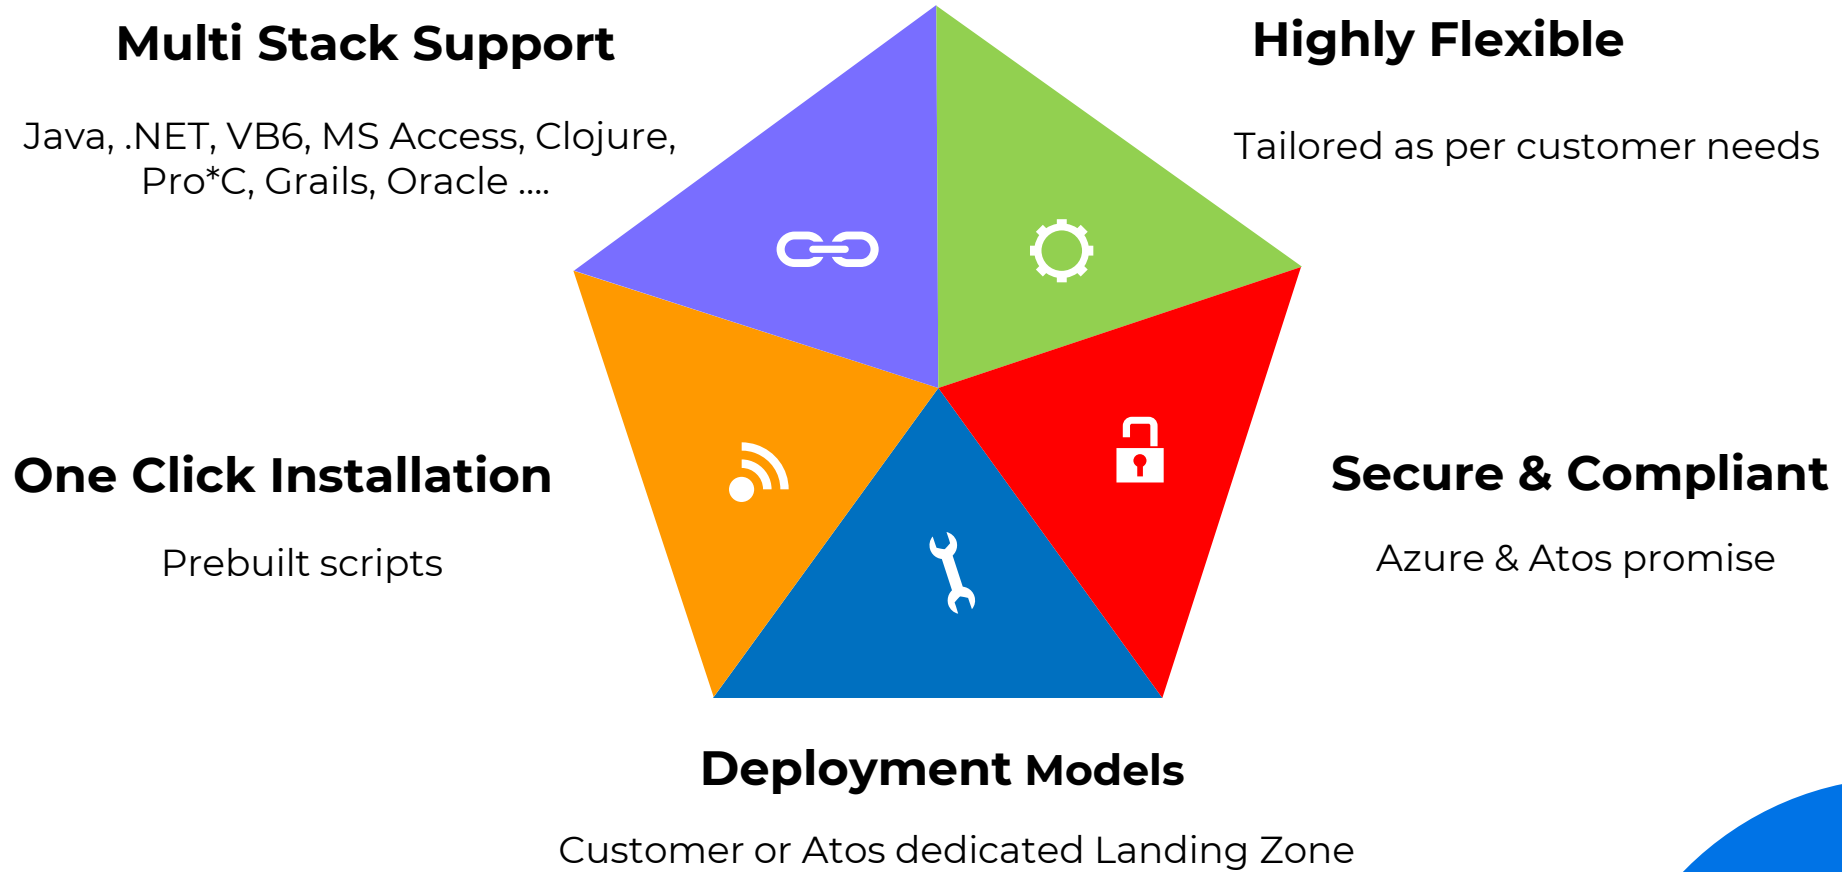 Multi Stack Support
Java, .NET, VB6, MS Access, Clojure,
Pro*C, Grails, Oracle ....
Highly Flexible
Tailored as per customer needs
One Click Installation
Prebuilt scripts
Secure & Compliant
Azure & Atos promise
Deployment Models
Customer or Atos dedicated Landing Zone